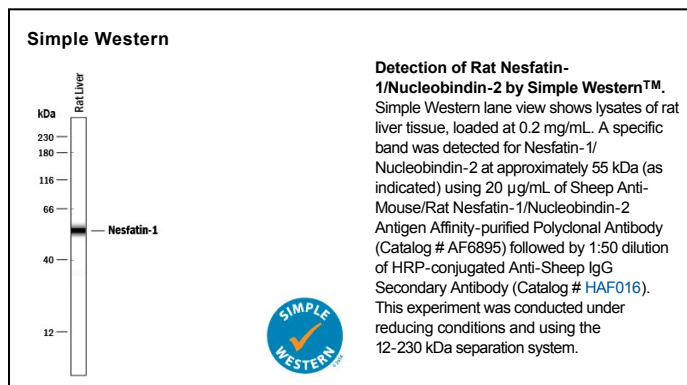 Simple Western
Rat Liver
kDa
230
180
116
66
Nesfatin-1
40
12
SIMPLE
WESTERN
©2014
Detection of Rat Nesfatin-
1/Nucleobindin-2 by Simple Western™.
Simple Western lane view shows lysates of rat
liver tissue, loaded at 0.2 mg/mL. A specific
band was detected for Nesfatin-1/
Nucleobindin-2 at approximately 55 kDa (as
indicated) using 20 µg/mL of Sheep Anti-
Mouse/Rat Nesfatin-1/Nucleobindin-2
Antigen Affinity-purified Polyclonal Antibody
(Catalog # AF6895) followed by 1:50 dilution
of HRP-conjugated Anti-Sheep IgG
Secondary Antibody (Catalog # HAF016).
This experiment was conducted under
reducing conditions and using the
12-230 kDa separation system.